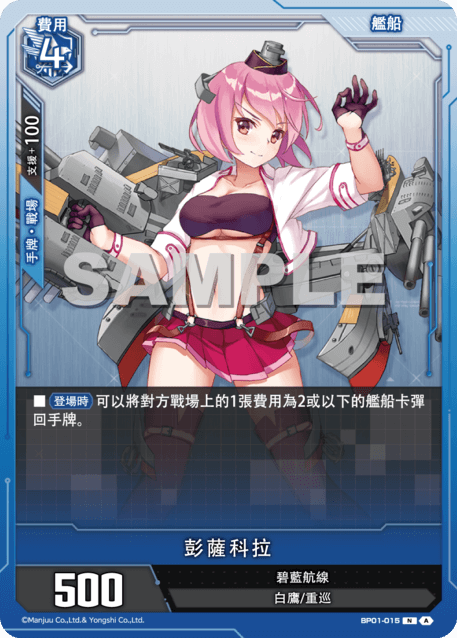 費用
艦船
4
支援+100
手牌・戰場
SAMPLE
■ 登場時 可以將對方戰場上的1張費用為2或以下的艦船卡彈
回手牌。
彭薩科拉
500
碧藍航線
白鷹/重巡
©Manjuu Co.,Ltd.& Yongshi Co.,Ltd.
BP01-015 N A